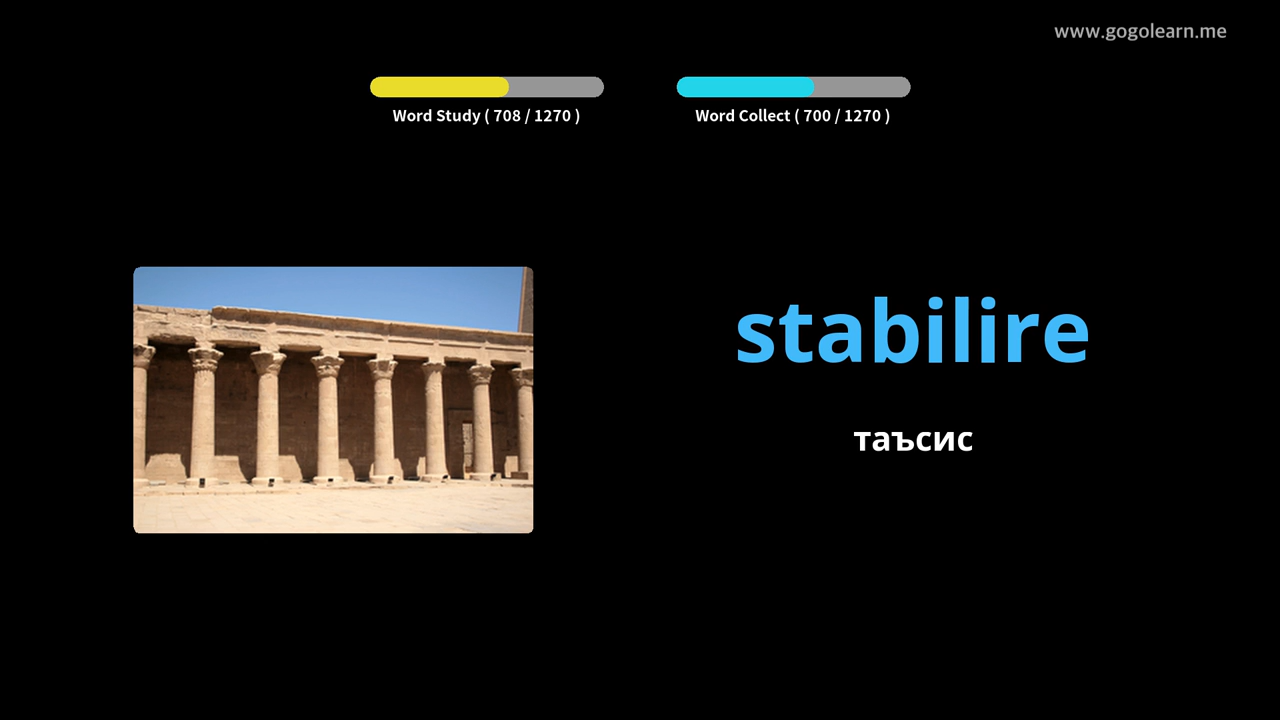 www.gogolearn.me
Word Study ( 708 / 1270 )
Word Collect ( 700 / 1270 )
stabilire
таъсис